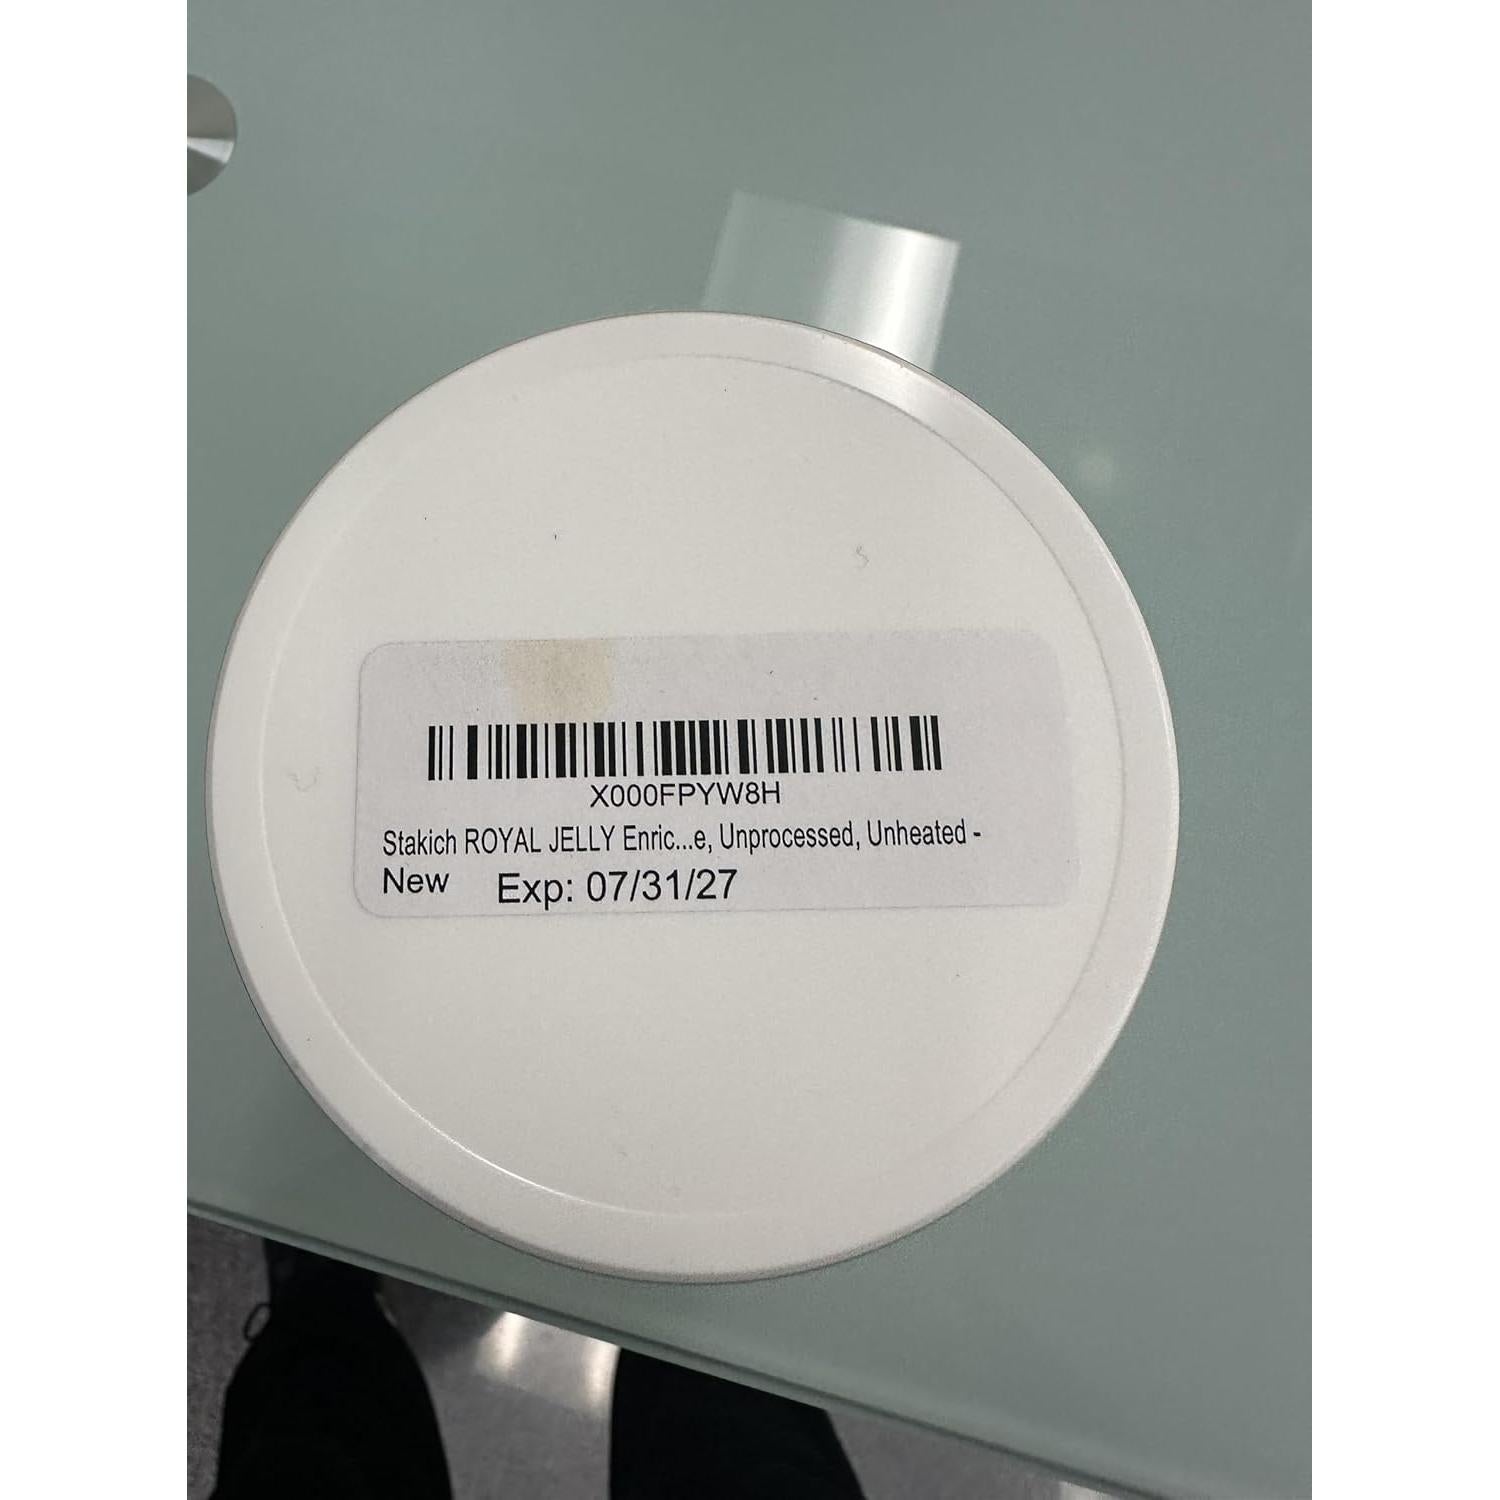 X000FPYW8H
Stakich ROYAL JELLY Enric...e, Unprocessed, Unheated -
New Exp: 07/31/27